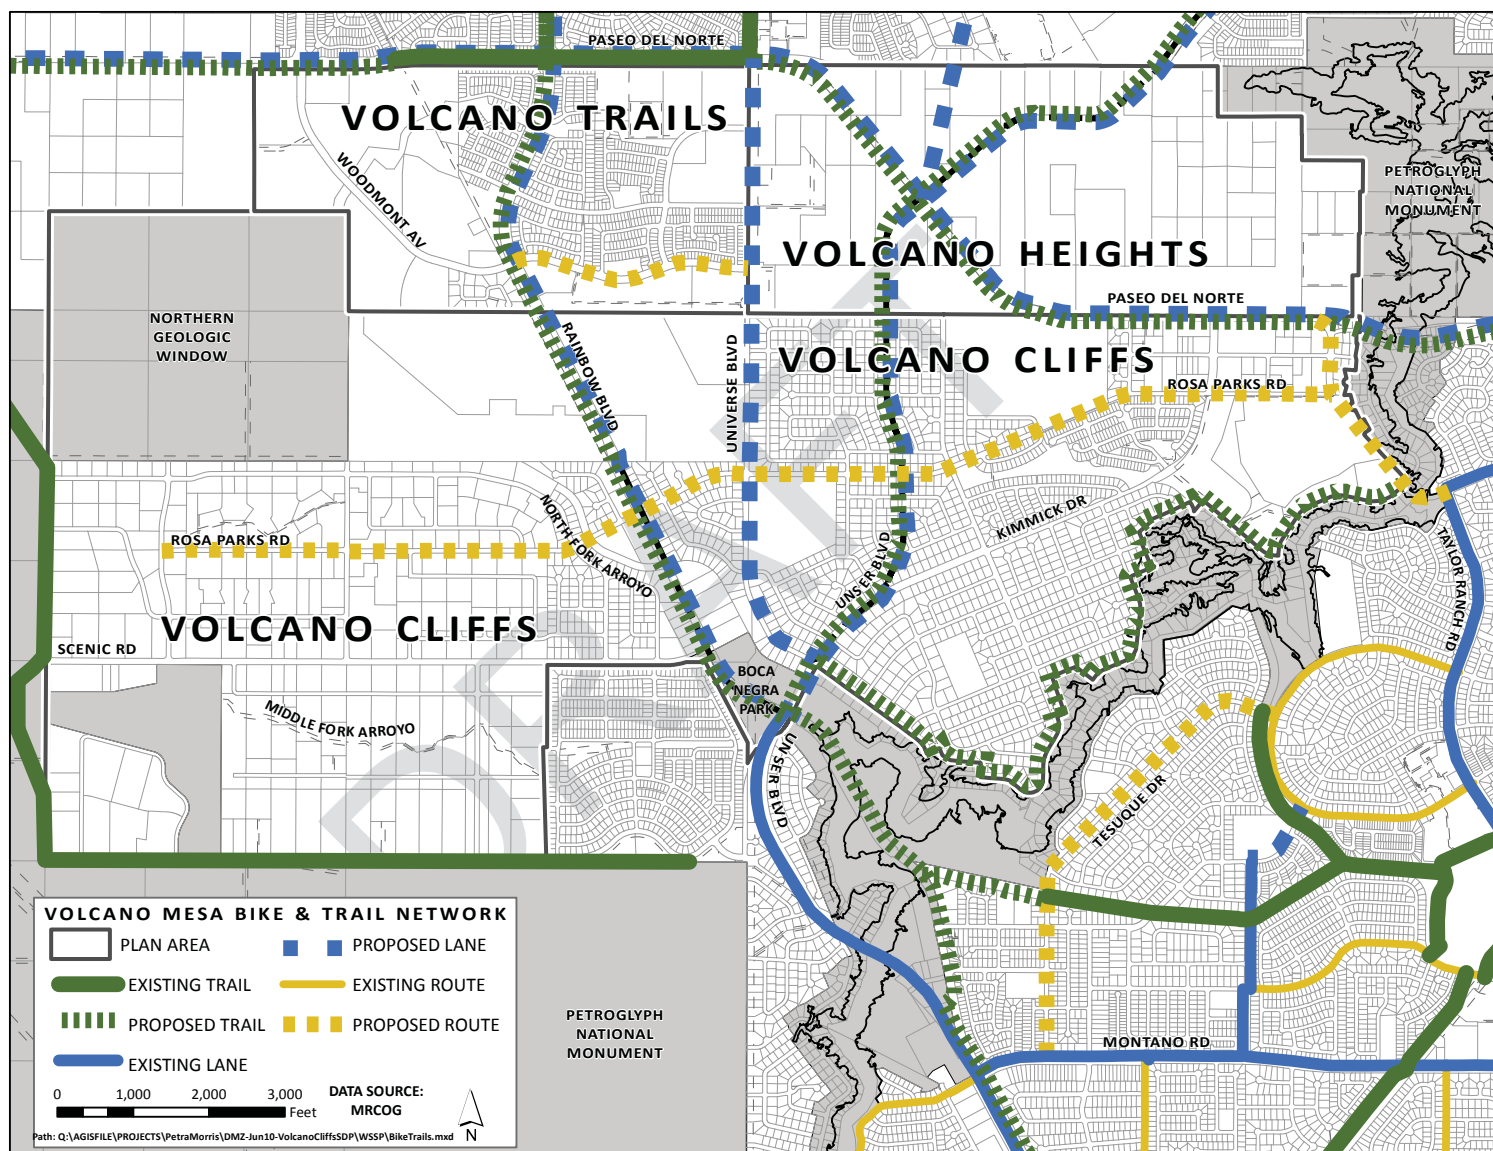 PASEO DEL NORTE
VOLCANO TRAILS
WOODMONT AV
PETROGLYPH
NATIONAL
MONUMENT
VOLCANO HEIGHTS
PASEO DEL NORTE
NORTHERN
GEOLOGIC
WINDOW
RAINBOW BLVD
UNIVERSE BLVD
VOLCANO CLIFFS
ROSA PARKS RD
NORTH FORK ARROYO
KIMMICK DR
UNSER BLVD
TAYLOR RANCH RD
ROSA PARKS RD
VOLCANO CLIFFS
SCENIC RD
BOCA
NEGRA
PARK
MIDDLE FORK ARROYO
UNSER BLVD
TESUQUE DR
DRAFT
VOLCANO MESA BIKE & TRAIL NETWORK
PLAN AREA
PROPOSED LANE
EXISTING TRAIL
EXISTING ROUTE
PROPOSED TRAIL
PROPOSED ROUTE
EXISTING LANE
0 1,000 2,000 3,000
Feet
DATA SOURCE:
MRCOG
N
Path: Q:\AGISFILE\PROJECTS\PetraMorris\DMZ-Jun10-VolcanoCliffsSDP\WSSP\BikeTrails.mxd
PETROGLYPH
NATIONAL
MONUMENT
MONTANO RD